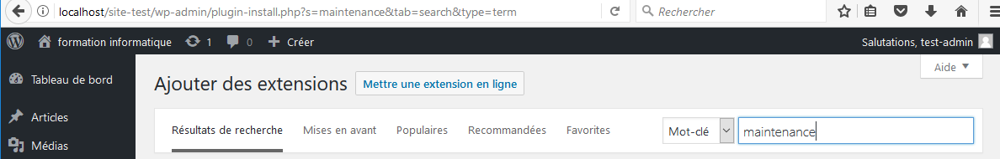 localhost/site-test/wp-admin/plugin-install.php?s=maintenance&tab=search&type=term
Rechercher
formation informatique 1 0 Créer
Salutations, test-admin
Aide
Tableau de bord
Articles
Médias
Ajouter des extensions
Mettre une extension en ligne
Résultats de recherche Mises en avant Populaires Recommandées Favorites
Mot-clé
maintenance